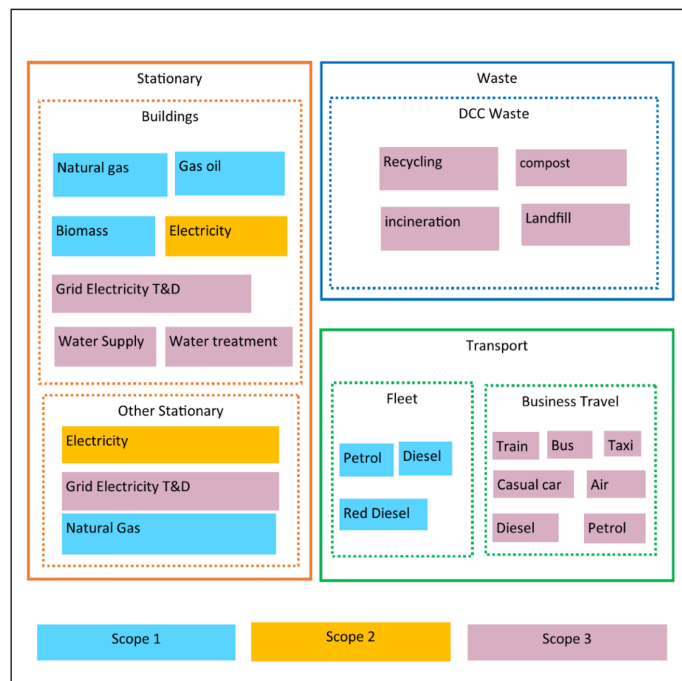 Stationary
Buildings
Natural gas
Gas oil
Biomass
Electricity
Grid Electricity T&D
Water Supply
Water treatment
Other Stationary
Electricity
Grid Electricity T&D
Natural Gas
Waste
DCC Waste
Recycling
compost
incineration
Landfill
Transport
Fleet
Petrol
Diesel
Red Diesel
Business Travel
Train
Bus
Taxi
Casual car
Air
Diesel
Petrol
Scope 1
Scope 2
Scope 3